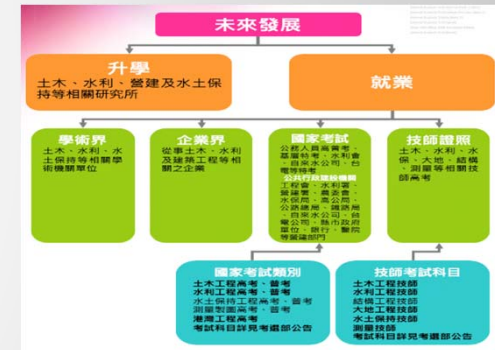 未來發展
升學
土木、水利、營建及水土保
持等相關研究所
就業
學術界
土木、水利、水
土保持等相關學
術機關單位
企業界
從事土木、水利
及建築工程等相
關之企業
國家考試
公務人員高普考、
基層特考、水利會
、自來水公司、台
電等特考
公共行政建設機關
工程會、水利署、
營建署、農委會、
水保局、高公局、
公路總局、鐵路局
、自來水公司、台
電公司、縣市政府
單位、銀行、醫院
等營建部門
技師證照
土木、水利、水
保、大地、結構
、測量等相關技
師高考
國家考試類別
土木工程高考、普考
水利工程高考、普考
水土保持工程高考、普考
測量製圖高考、普考
港灣工程高考
考試科目詳見考選部公告
技師考試科目
土木工程技師
水利工程技師
結構工程技師
大地工程技師
水土保持技師
測量技師
考試科目詳見考選部公告